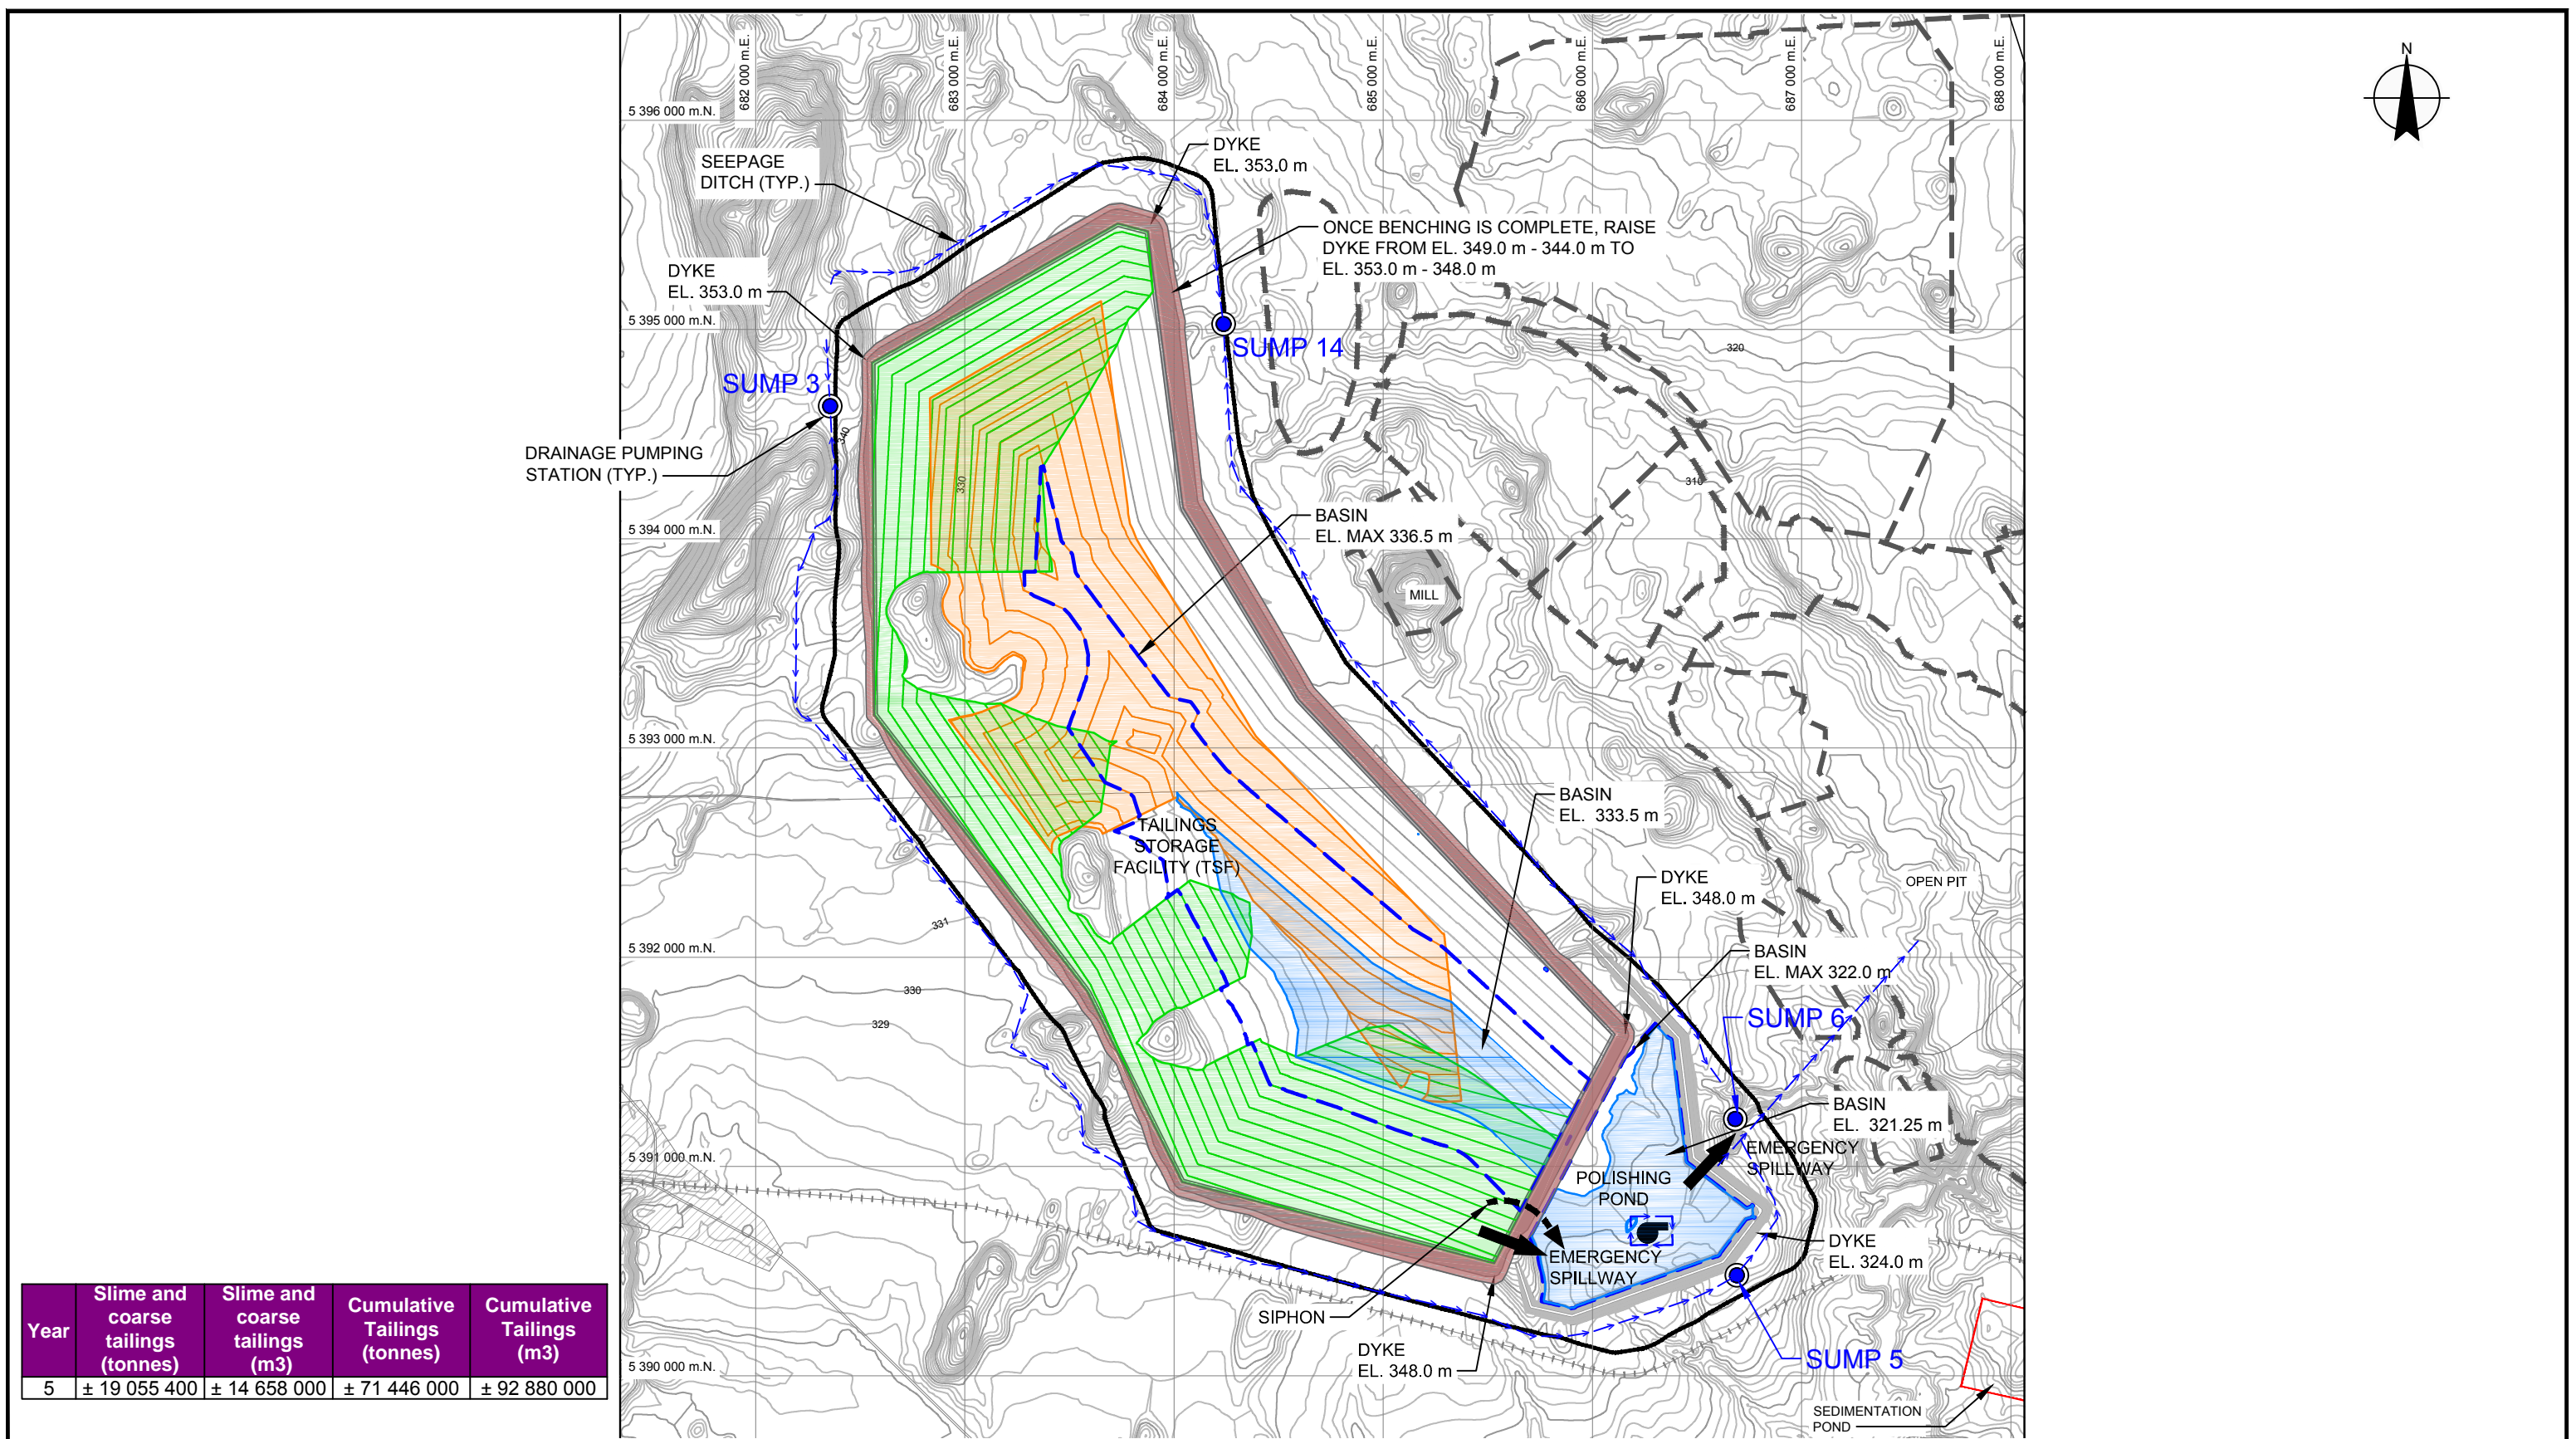 682 000 m.E.
683 000 m.E.
684 000 m.E.
685 000 m.E.
686 000 m.E.
687 000 m.E.
688 000 m.E.
N
5 396 000 m.N.
DYKE
EL. 353.0 m
SEEPAGE
DITCH (TYP.)
ONCE BENCHING IS COMPLETE, RAISE
DYKE FROM EL. 349.0 m - 344.0 m TO
EL. 353.0 m - 348.0 m
DYKE
EL. 353.0 m
5 395 000 m.N.
SUMP 14
320
SUMP 3
340
DRAINAGE PUMPING
STATION (TYP.)
330
310
BASIN
EL. MAX 336.5 m
5 394 000 m.N.
MILL
5 393 000 m.N.
BASIN
EL. 333.5 m
TAILINGS
STORAGE
FACILITY (TSF)
DYKE
EL. 348.0 m
OPEN PIT
331
5 392 000 m.N.
BASIN
EL. MAX 322.0 m
330
329
SUMP 6
BASIN
EL. 321.25 m
5 391 000 m.N.
EMERGENCY
SPILLWAY
POLISHING
POND
DYKE
EL. 324.0 m
EMERGENCY
SPILLWAY
SIPHON
DYKE
EL. 348.0 m
SUMP 5
5 390 000 m.N.
SEDIMENTATION
POND
Year
Slime and
coarse
tailings
(tonnes)
Slime and
coarse
tailings
(m3)
Cumulative
Tailings
(tonnes)
Cumulative
Tailings
(m3)
5 ± 19 055 400 ± 14 658 000 ± 71 446 000 ± 92 880 000